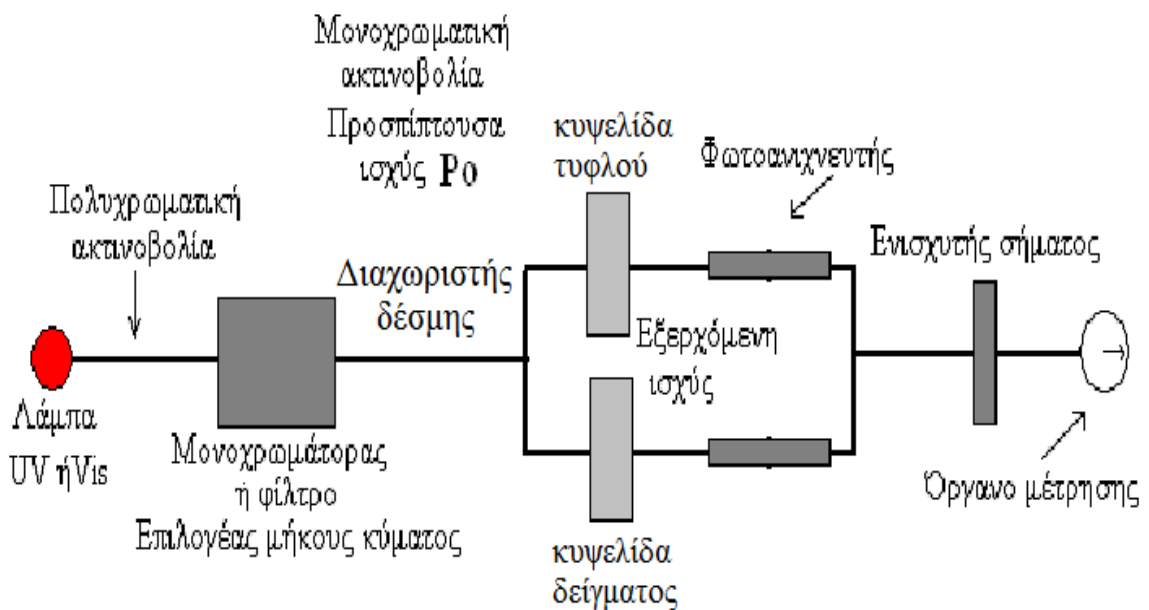 Μονοχρωματική
ακτινοβολία
Προσπίπτουσα
ισχύς P0
κυψελίδα
τυφλού
Φωτοανιχνευτής
Πολυχρωματική
ακτινοβολία
Ενισχυτής σήματος
Διαχωριστής
δέσμης
Εξερχόμενη
ισχύς
Λάμπα
UV ήVis
Μονοχρωμάτορας
ή φίλτρο
Επιλογέας μήκους κύματος
Όργανο μέτρησης
κυψελίδα
δείγματος